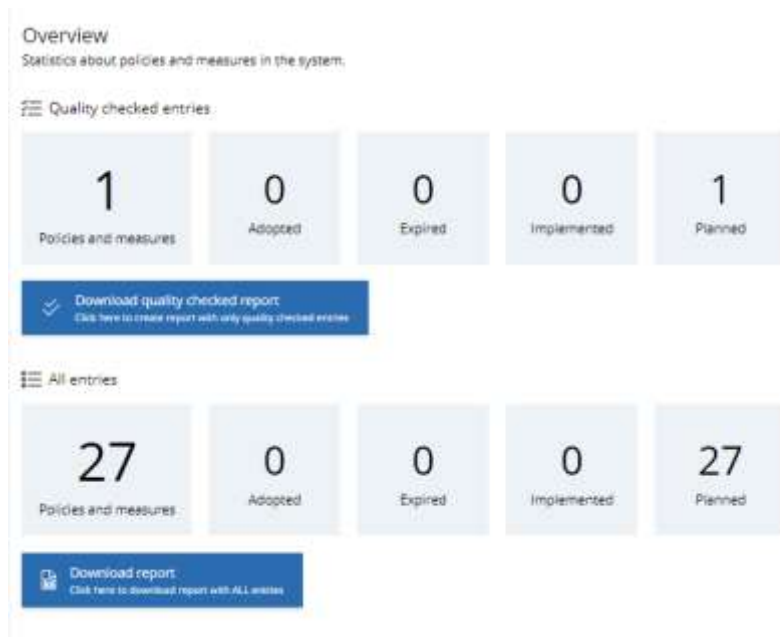 Overview
Statistics about policies and measures in the system.
Quality checked entries
1
Policies and measures
0
Adopted
0
Expired
0
Implemented
1
Planned
Download quality checked report
Click here to create report with only quality checked entries
All entries
27
Policies and measures
0
Adopted
0
Expired
0
Implemented
27
Planned
Download report
Click here to download report with ALL entries